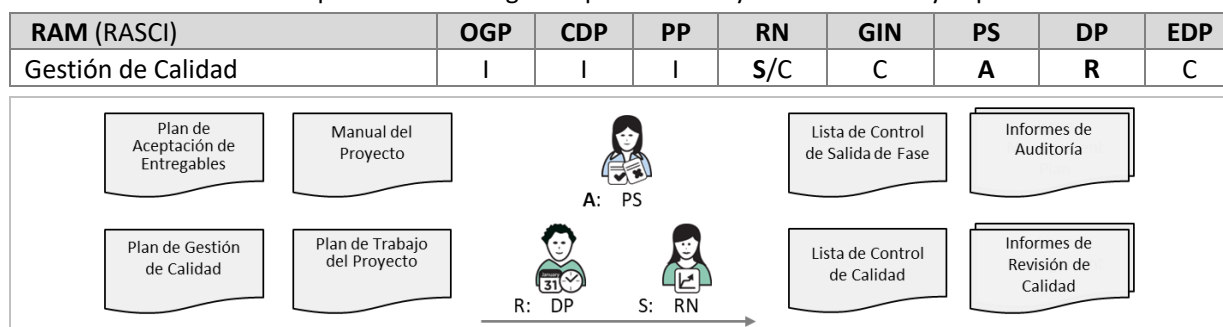 RAM (RASCI) OGP CDP PP RN GIN PS DP EDP
Gestión de Calidad I I I S/C C A R C
Plan de
Aceptación de
Entregables
Manual del
Proyecto
Lista de Control
de Salida de Fase
Informes de
Auditoría
A: PS
Plan de Gestión
de Calidad
Plan de Trabajo
del Proyecto
January
31
Lista de Control
de Calidad
Informes de
Revisión de
Calidad
R: DP S: RN